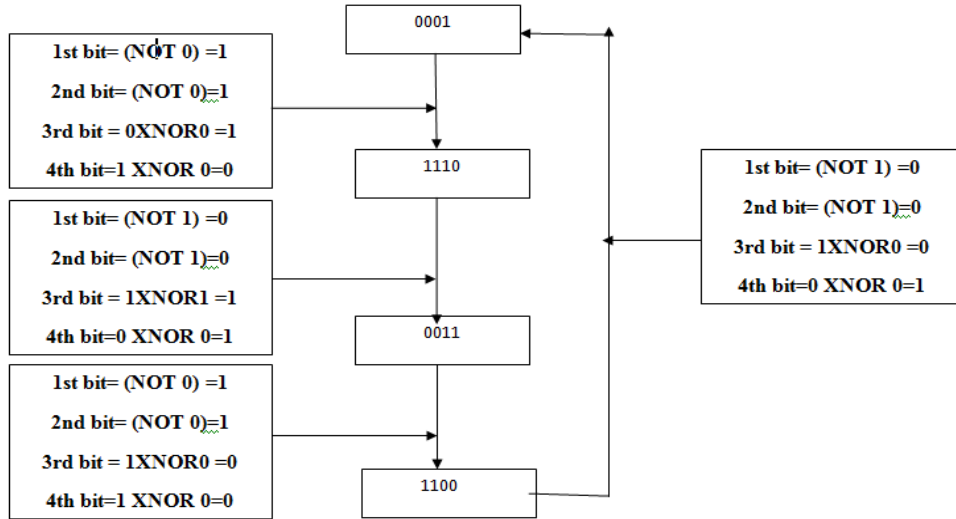 0001
1st bit= (NOT 0) =1
2nd bit= (NOT 0)=1
3rd bit = 0XNOR0 =1
4th bit=1 XNOR 0=0
1110
1st bit= (NOT 1) =0
2nd bit= (NOT 1)=0
3rd bit = 1XNOR0 =0
4th bit=0 XNOR 0=1
1st bit= (NOT 1) =0
2nd bit= (NOT 1)=0
3rd bit = 1XNOR1 =1
4th bit=0 XNOR 0=1
0011
1st bit= (NOT 0) =1
2nd bit= (NOT 0)=1
3rd bit = 1XNOR0 =0
4th bit=1 XNOR 0=0
1100